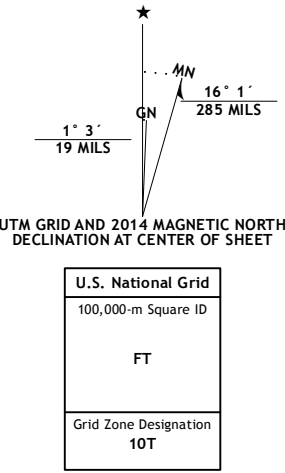 ★
MN
16° 1´
285 MILS
GN
1° 3´
19 MILS
UTM GRID AND 2014 MAGNETIC NORTH
DECLINATION AT CENTER OF SHEET
U.S. National Grid
100,000-m Square ID
FT
Grid Zone Designation
10T